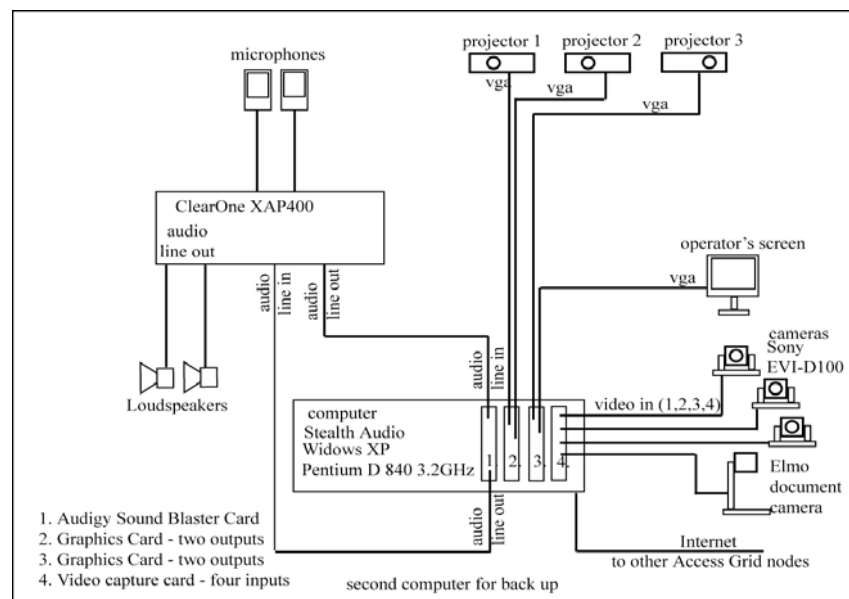 microphones
projector 1
projector 2
projector 3
vga
vga
vga
ClearOne XAP400
audio
line out
audio
line in
audio
line out
operator's screen
vga
cameras
Sony
EVI-D100
Loudspeakers
audio
line in
video in (1,2,3,4)
computer
Stealth Audio
Widows XP
Pentium D 840 3.2GHz
1.
2.
3.
4.
Elmo
document
camera
audio
line out
1. Audigy Sound Blaster Card
2. Graphics Card - two outputs
3. Graphics Card - two outputs
4. Video capture card - four inputs
Internet
to other Access Grid nodes
second computer for back up